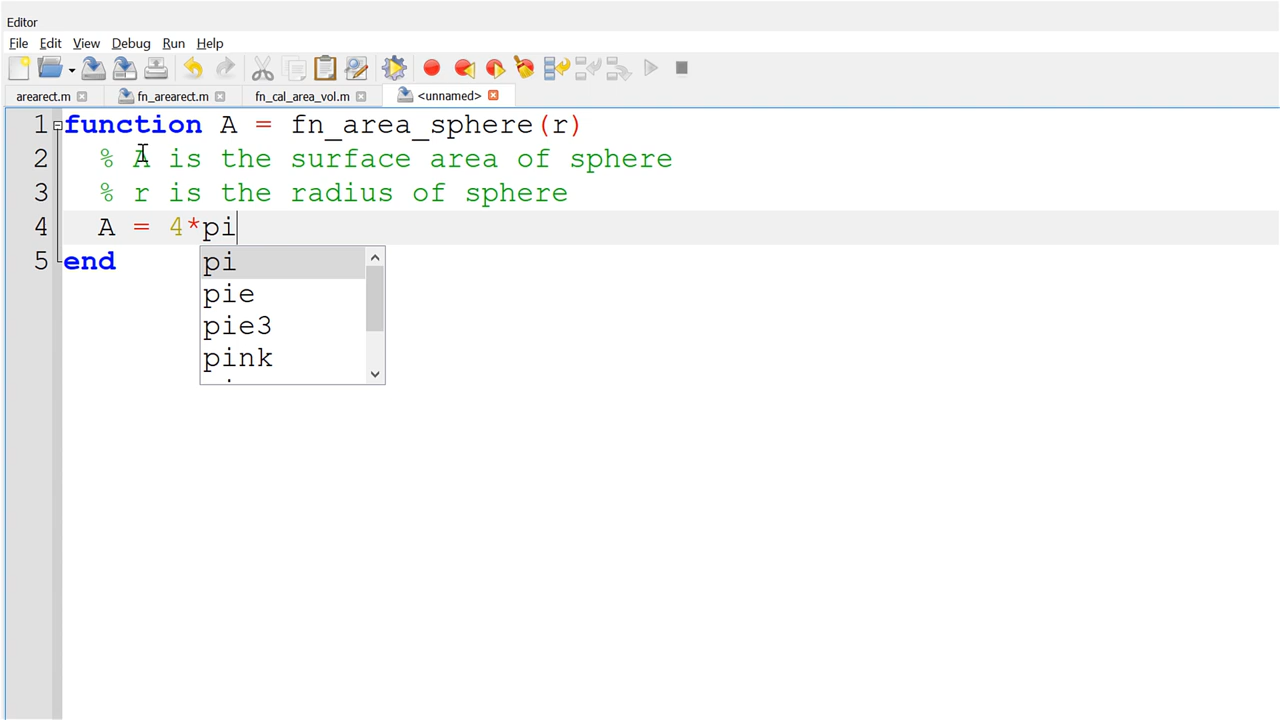 Editor
File Edit View Debug Run Help
arearect.m fn_arearect.m fn_cal_area_vol.m <unnamed>
1 function A = fn_area_sphere(r)
2 % A is the surface area of sphere
3 % r is the radius of sphere
4 A = 4*pi
5 end
pi
pie
pie3
pink